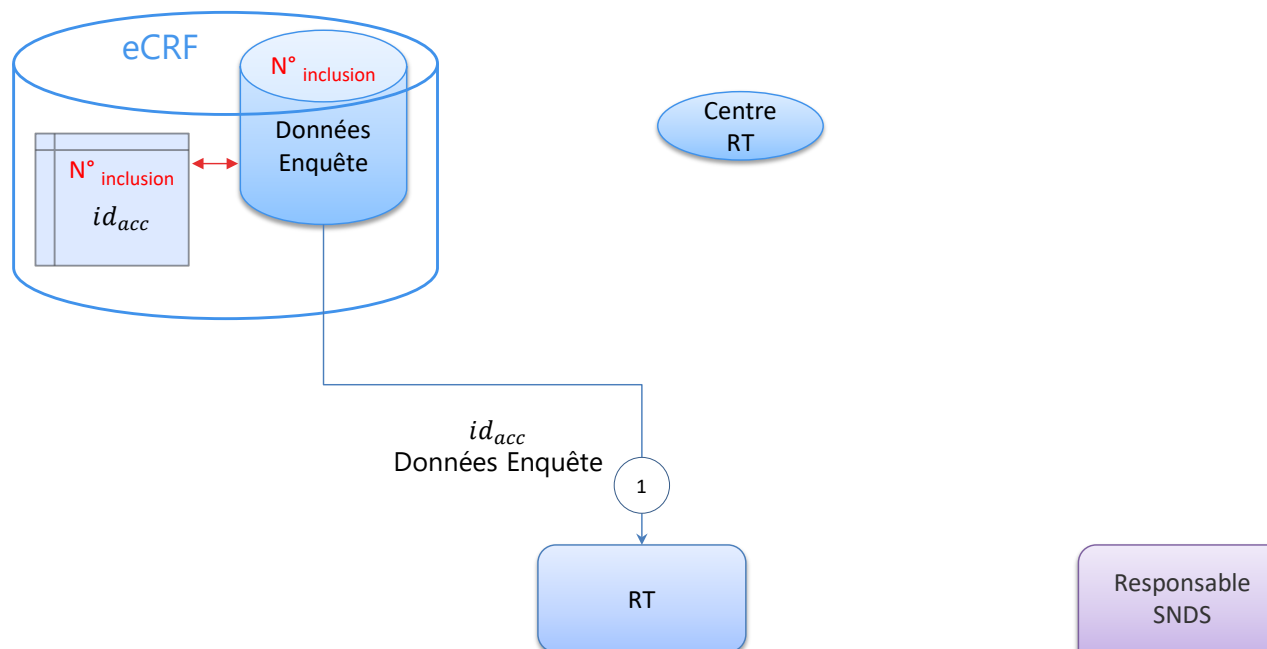 eCRF
N° inclusion
Données
Enquête
N° inclusion
id_acc
Centre
RT
id_acc
Données Enquête
1
RT
Responsable
SNDS